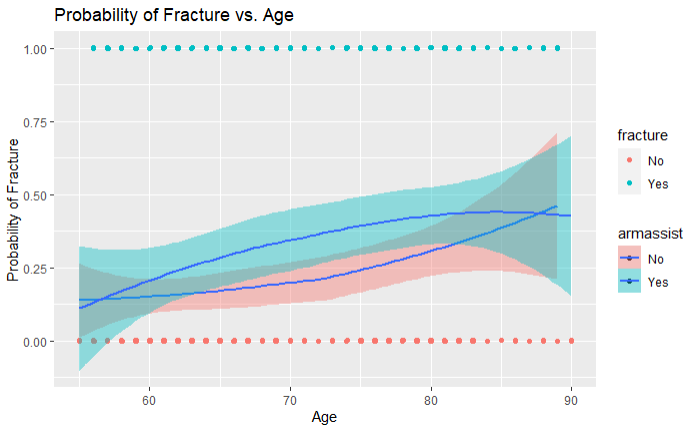 Probability of Fracture vs. Age
1.00
0.75
0.50
0.25
0.00
Probability of Fracture
60 70 80 90
Age
fracture
No
Yes
armassist
No
Yes